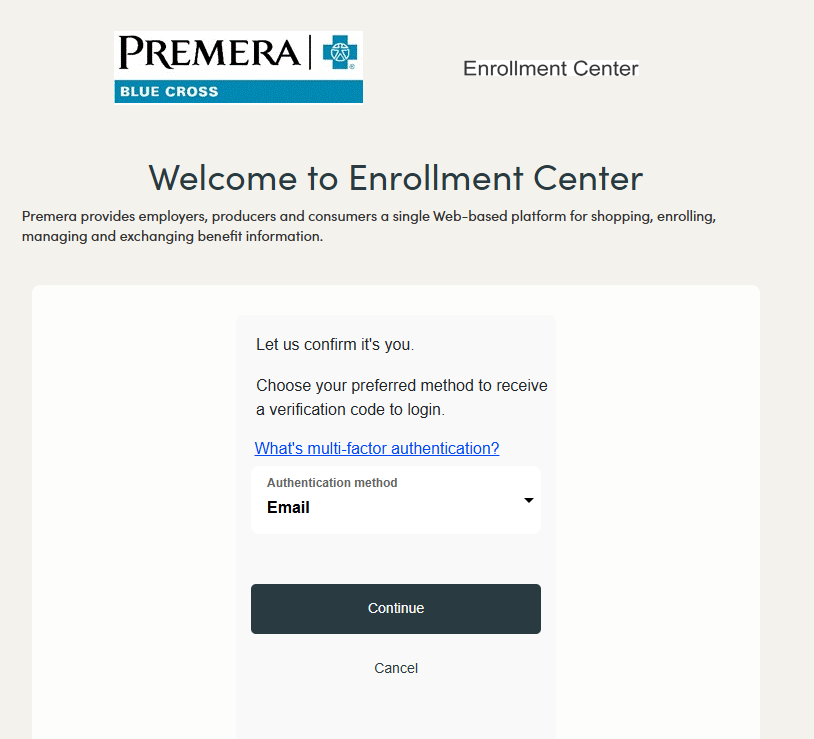 PREMERA
BLUE CROSS
Enrollment Center
Welcome to Enrollment Center
Premera provides employers, producers and consumers a single Web-based platform for shopping, enrolling,
managing and exchanging benefit information.
Let us confirm it's you.
Choose your preferred method to receive
a verification code to login.
What's multi-factor authentication?
Authentication method
Email
Continue
Cancel